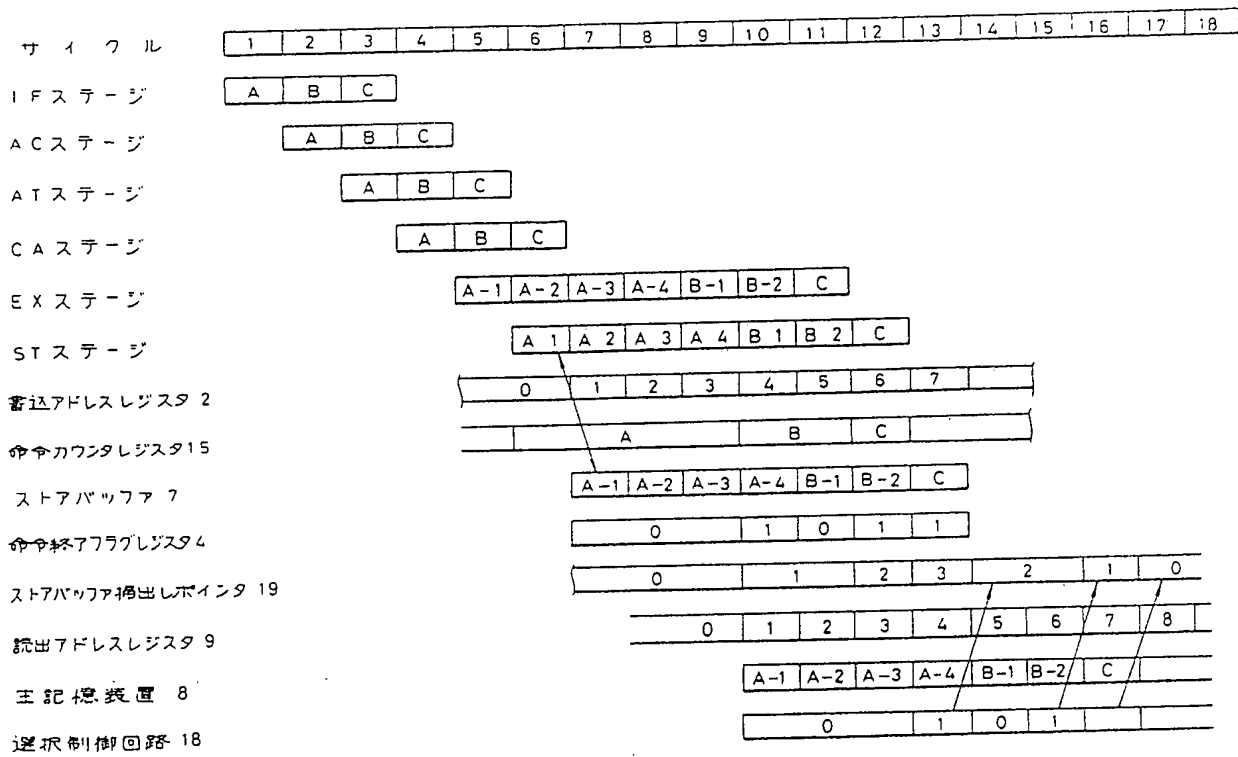 サイクル 1 2 3 4 5 6 7 8 9 10 11 12 13 14 15 16 17 18
IFステージ A B C
ACステージ A B C
ATステージ A B C
CAステージ A B C
EXステージ A-1 A-2 A-3 A-4 B-1 B-2 C
STステージ A 1 A 2 A 3 A 4 B 1 B 2 C
書込アドレスレジスタ 2 0 1 2 3 4 5 6 7
命令カウンタレジスタ15 A B C
ストアバッファ 7 A-1 A-2 A-3 A-4 B-1 B-2 C
命令終了フラグレジスタ4 0 1 0 1 1
ストアバッファ掃出しポインタ 19 0 1 2 3 2 1 0
読出アドレスレジスタ 9 0 1 2 3 4 5 6 7 8
主記憶装置 8 A-1 A-2 A-3 A-4 B-1 B-2 C
選択制御回路 18 0 1 0 1